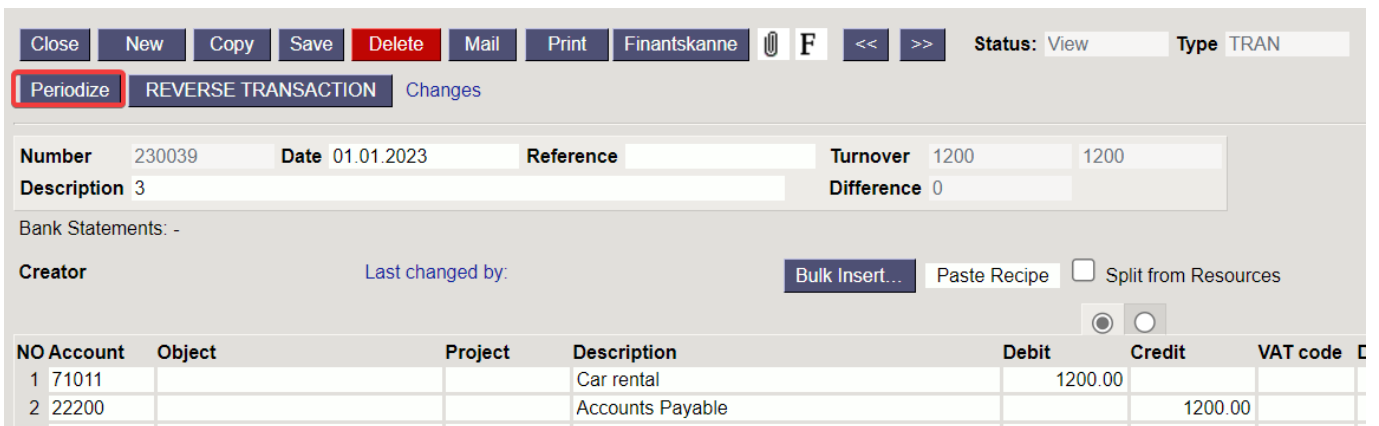 Close New Copy Save Delete Mail Print Finantskanne F << >> Status: View Type TRAN
Periodize REVERSE TRANSACTION Changes
Number 230039 Date 01.01.2023 Reference Turnover 1200 1200
Description 3 Difference 0
Bank Statements: -
Creator Last changed by: Bulk Insert... Paste Recipe Split from Resources
NO Account Object Project Description Debit Credit VAT code
1 71011 Car rental 1200.00
2 22200 Accounts Payable 1200.00